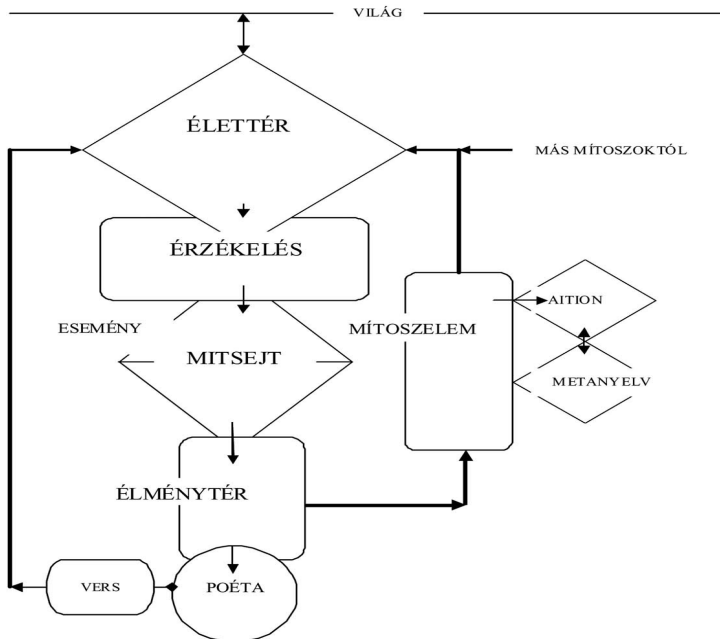 VILÁG
ÉLETTÉR
MÁS MÍTOSZOKTÓL
ÉRZÉKELÉS
ESEMÉNY
MITSEJT
MÍTOSZELEM
AITION
METANYELV
ÉLMÉNYTÉR
VERS
POÉTA